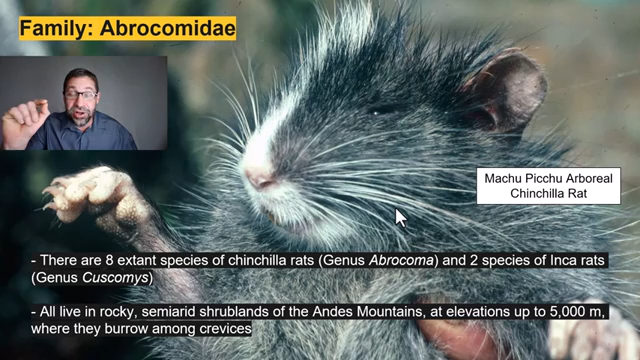 Family: Abrocomidae
Machu Picchu Arboreal
Chinchilla Rat
- There are 8 extant species of chinchilla rats (Genus Abrocoma) and 2 species of Inca rats
(Genus Cuscomys)
- All live in rocky, semiarid shrublands of the Andes Mountains, at elevations up to 5,000 m,
where they burrow among crevices